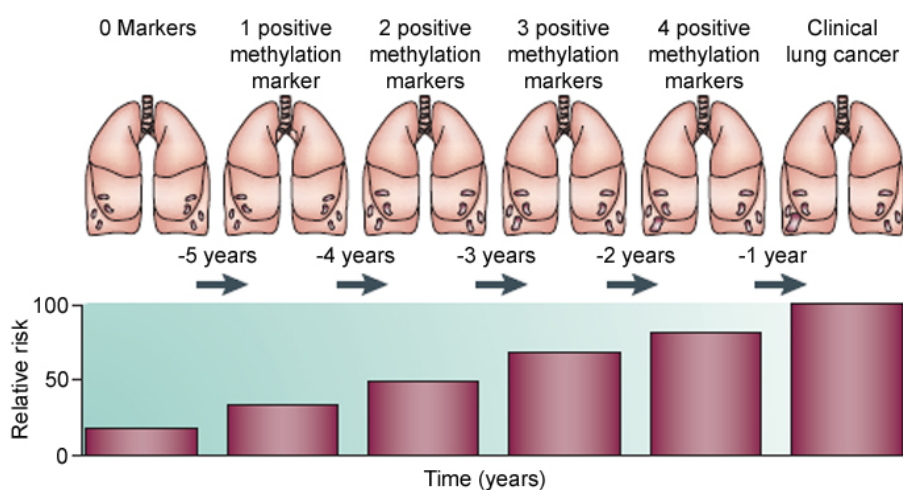 0 Markers
1 positive
methylation
marker
2 positive
methylation
markers
3 positive
methylation
markers
4 positive
methylation
markers
Clinical
lung cancer
-5 years
-4 years
-3 years
-2 years
-1 year
Relative risk
100
50
0
Time (years)